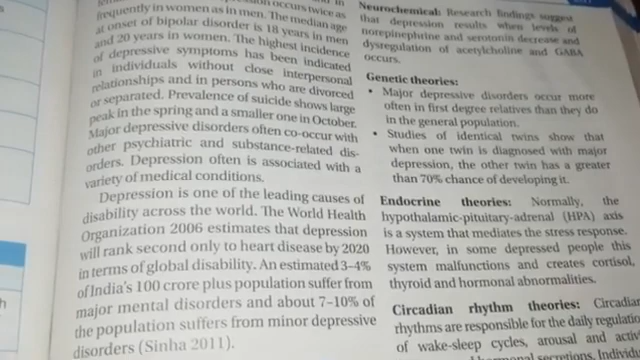 occurs twice as
frequently in women as in men. The median age
at onset of bipolar disorder is 18 years in men
and 20 years in women. The highest incidence
of depressive symptoms has been indicated
in individuals without close interpersonal
relationships and in persons who are divorced
or separated. Prevalence of suicide shows large
peak in the spring and a smaller one in October.
Major depressive disorders often co-occur with
other psychiatric and substance-related dis-
orders. Depression often is associated with a
variety of medical conditions.
Depression is one of the leading causes of
disability across the world. The World Health
Organization 2006 estimates that depression
will rank second only to heart disease by 2020
in terms of global disability. An estimated 3–4%
of India's 100 crore plus population suffer from
major mental disorders and about 7–10% of
the population suffers from minor depressive
disorders (Sinha 2011).
Neurochemical: Research findings suggest
that depression results when levels of
norepinephrine and serotonin decrease and
dysregulation of acetylcholine and GABA
occurs.
Genetic theories:
• Major depressive disorders occur more
often in first degree relatives than they do
in the general population.
• Studies of identical twins show that
when one twin is diagnosed with major
depression, the other twin has a greater
than 70% chance of developing it.
Endocrine theories: Normally, the
hypothalamic-pituitary-adrenal (HPA) axis
is a system that mediates the stress response.
However, in some depressed people this
system malfunctions and creates cortisol,
thyroid and hormonal abnormalities.
Circadian rhythm theories: Circadian
rhythms are responsible for the daily regulation
of wake-sleep cycles, arousal and
secretions.